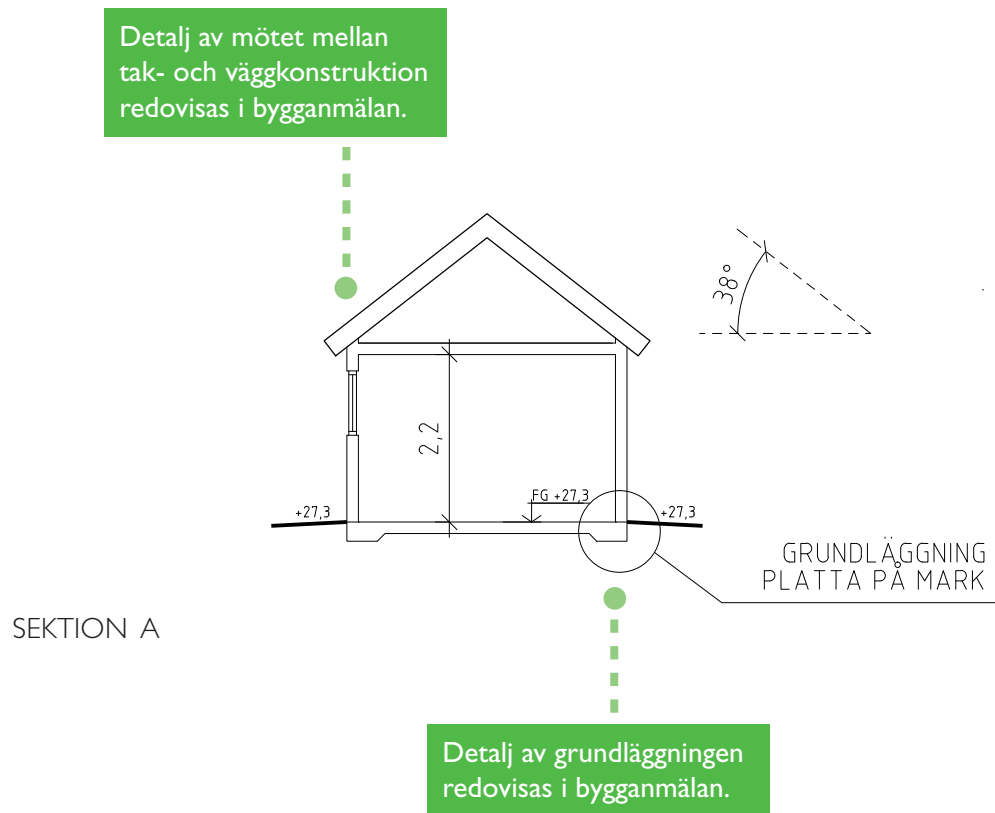 Detalj av mötet mellan
tak- och väggkonstruktion
redovisas i bygganmälan.
38°
2,2
FG +27,3
+27,3
+27,3
GRUNDLÄGGNING
PLATTA PÅ MARK
SEKTION A
Detalj av grundläggningen
redovisas i bygganmälan.